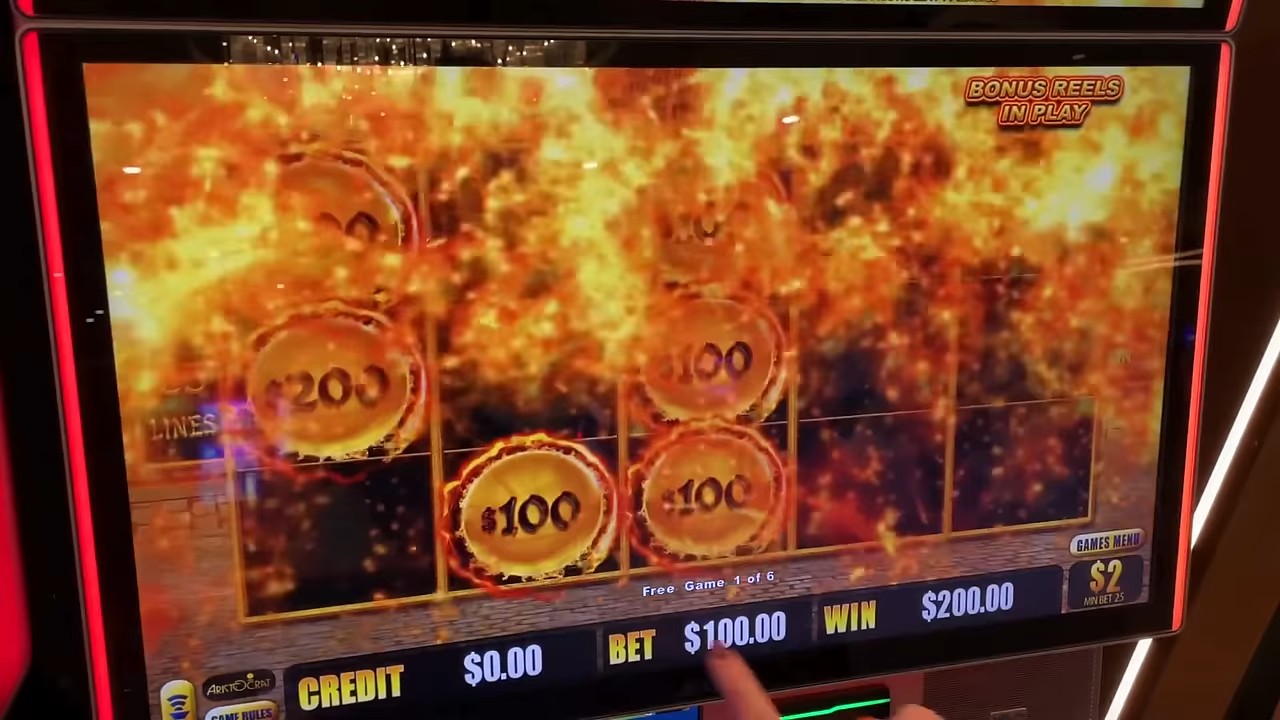 BONUS REELS
IN PLAY
$200
$100
LINES
$100
$100
Free Game 1 of 6
GAMES MENU
$2
MIN BET 25
CREDIT $0.00 BET $100.00 WIN $200.00
ARISTOCRAT
GAME RULES